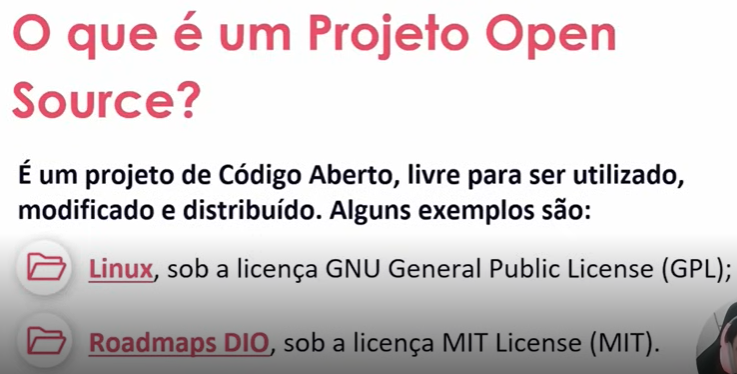 O que é um Projeto Open
Source?
É um projeto de Código Aberto, livre para ser utilizado,
modificado e distribuído. Alguns exemplos são:
Linux, sob a licença GNU General Public License (GPL);
Roadmaps DIO, sob a licença MIT License (MIT).